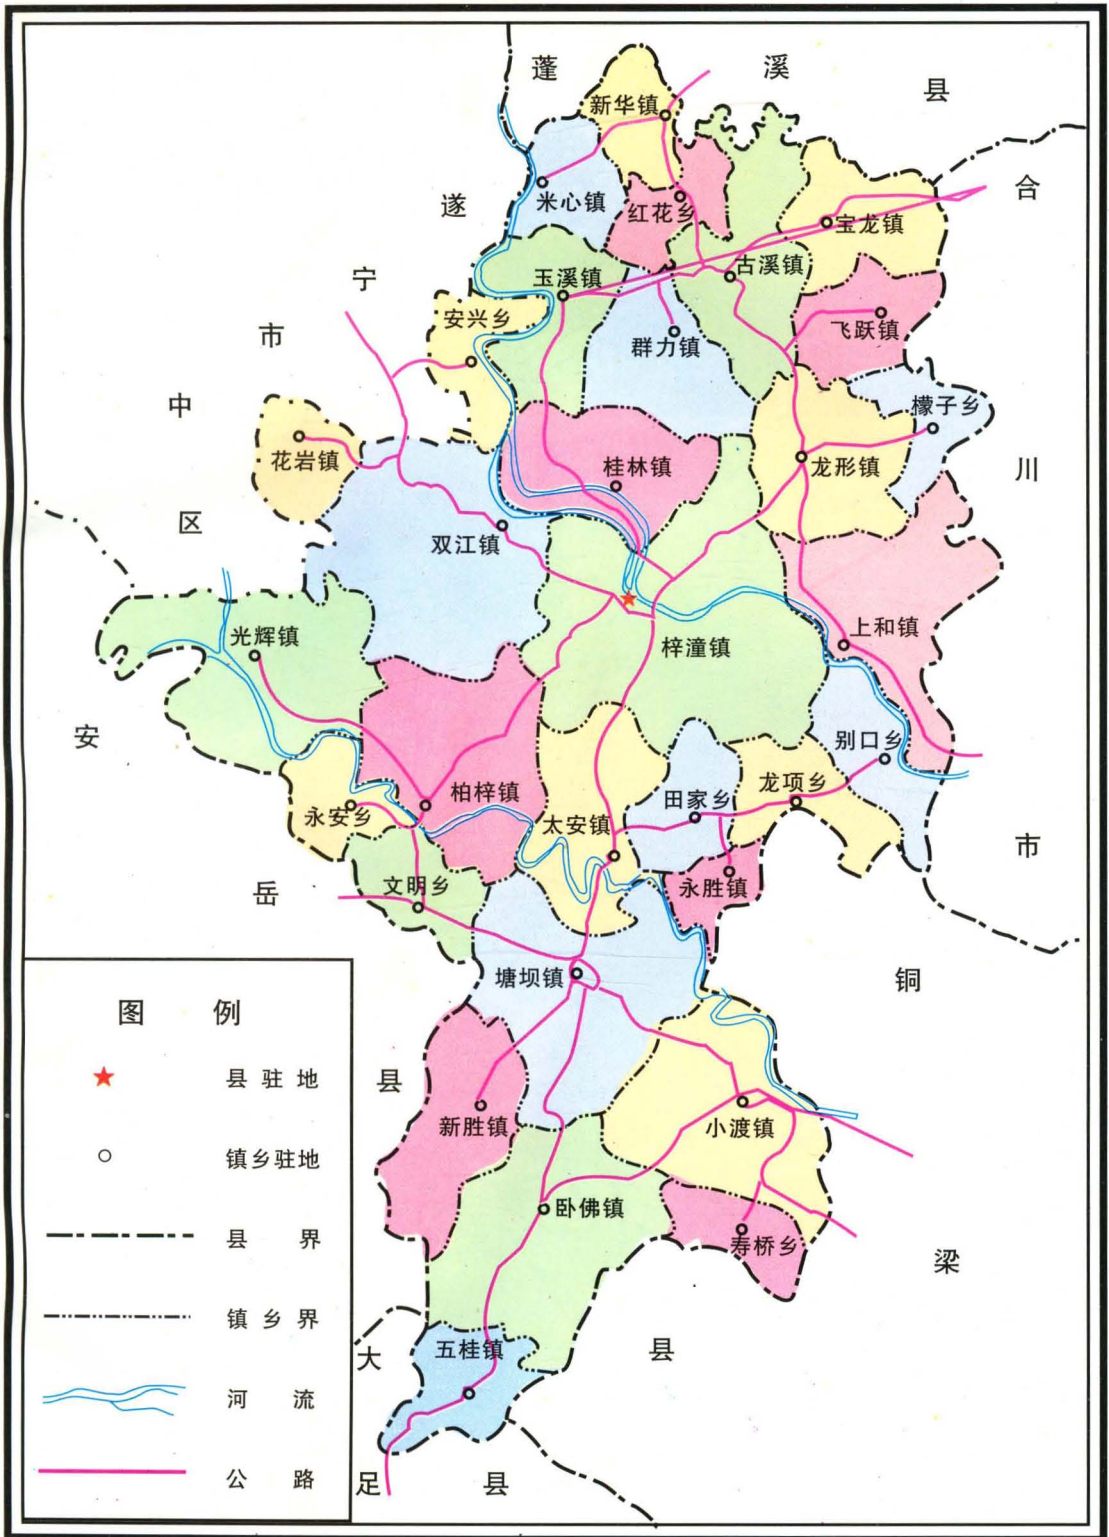 蓬溪县
新华镇
合
米心镇
遂
红花乡
宝龙镇
古溪镇
玉溪镇
宁
安兴乡
飞跃镇
市
群力镇
檬子乡
中
花岩镇
桂林镇
龙形镇
川
区
双江镇
光辉镇
上和镇
梓潼镇
安
别口乡
龙项乡
柏梓镇
田家乡
永安乡
太安镇
市
文明乡
永胜镇
岳
塘坝镇
铜
图例
县驻地
县
新胜镇
小渡镇
镇乡驻地
卧佛镇
县界
寿桥乡
梁
镇乡界
五桂镇
县
大
河流
公路
足
县